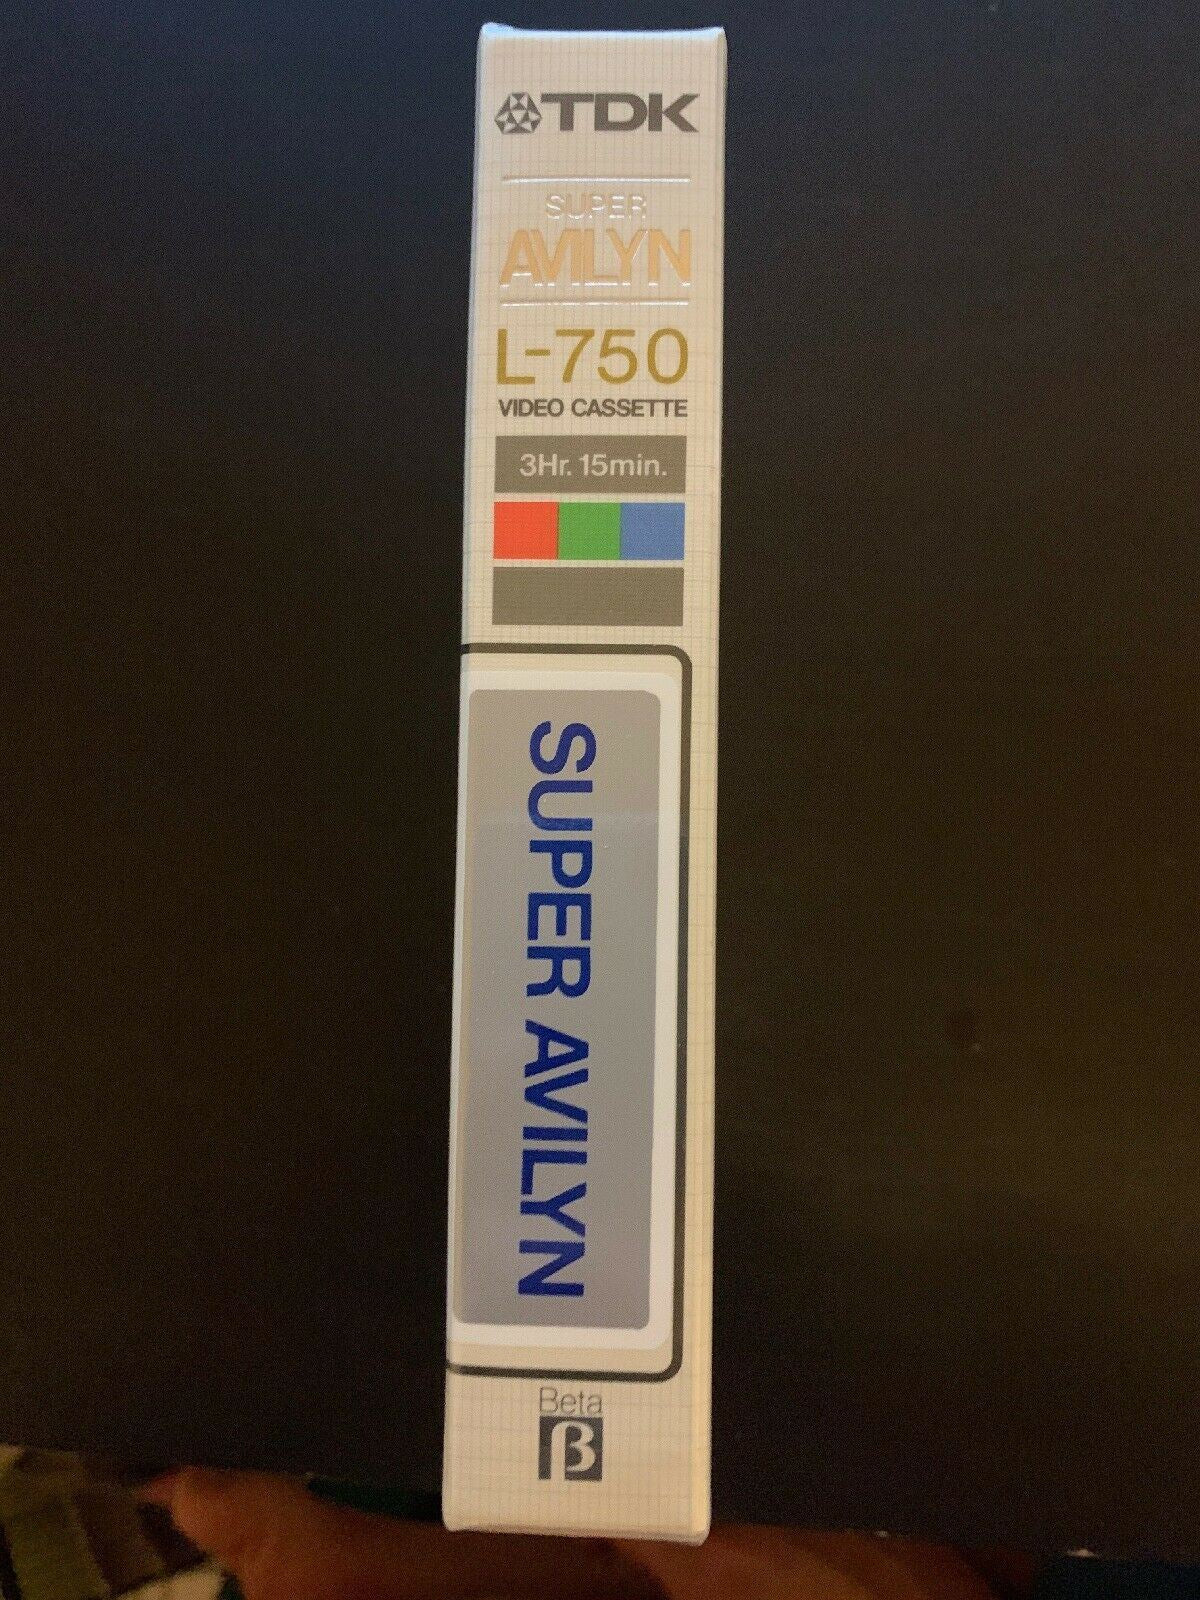 TDK
SUPER
AVILYN
L-750
VIDEO CASSETTE
3Hr. 15min.
SUPER AVILYN
Beta
β